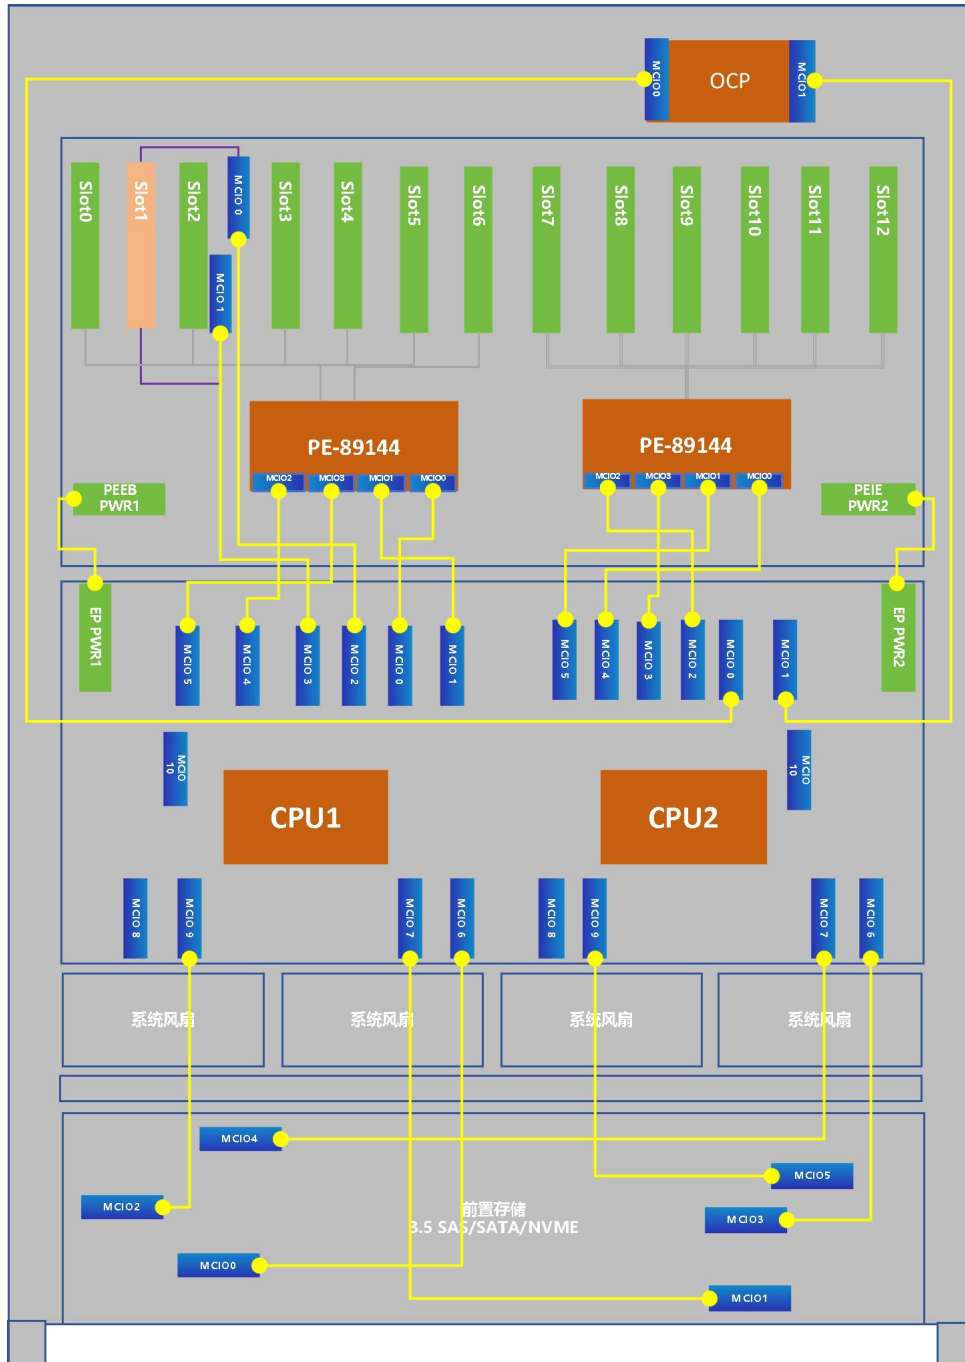 MCIO0
OCP
MCIO1
Slot0
Slot1
Slot2
MCIO 0
Slot3
Slot4
Slot5
Slot6
Slot7
Slot8
Slot9
Slot10
Slot11
Slot12
MCIO 1
PE-89144
MCIO2
MCIO3
MCIO1
MCIO0
PE-89144
MCIO2
MCIO3
MCIO1
MCIO0
PEEB
PWR1
PEIE
PWR2
EP PWR1
MCIO 5
MCIO 4
MCIO 3
MCIO 2
MCIO 0
MCIO 1
MCIO 5
MCIO 4
MCIO 3
MCIO 2
MCIO 0
MCIO 1
EP PWR2
MCIO
10
CPU1
CPU2
MCIO
10
MCIO 8
MCIO 9
MCIO 7
MCIO 6
MCIO 8
MCIO 9
MCIO 7
MCIO 6
系统风扇
系统风扇
系统风扇
系统风扇
MCIO4
MCIO5
MCIO2
前置存储
3.5 SAS/SATA/NVME
MCIO3
MCIO0
MCIO1